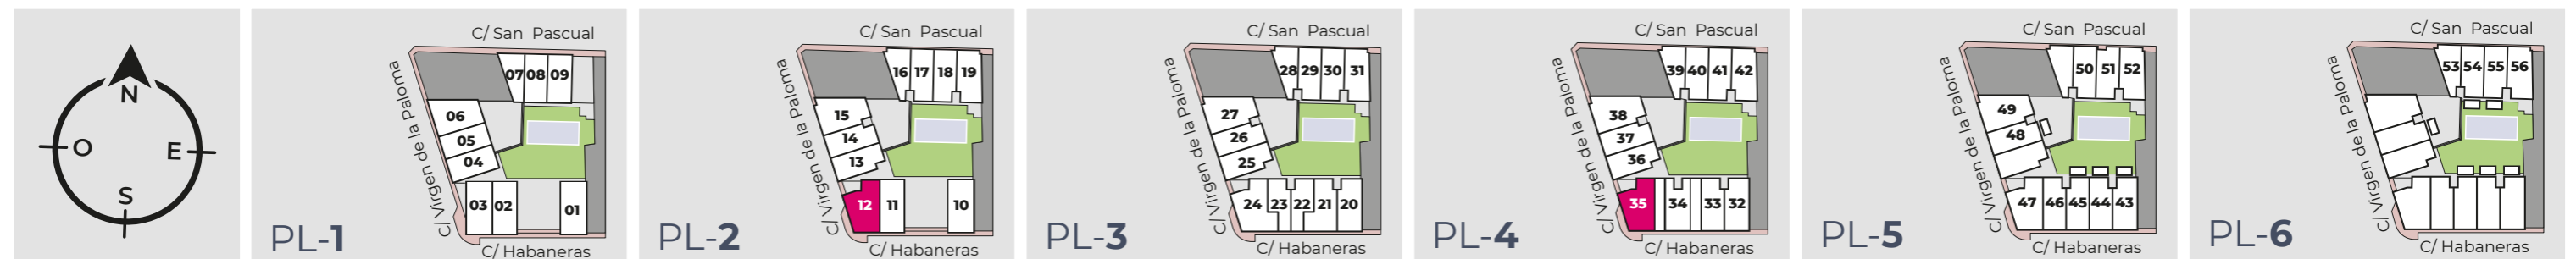 N
O
E
S
C/ San Pascual
07 08 09
06
05
04
03 02
01
C/Virgen de la Paloma
PL-1
C/ Habaneras
C/ San Pascual
16 17 18 19
15
14
13
12 11
10
C/Virgen de la Paloma
PL-2
C/ Habaneras
C/ San Pascual
28 29 30 31
27
26
25
24 23 22 21 20
C/Virgen de la Paloma
PL-3
C/ Habaneras
C/ San Pascual
39 40 41 42
38
37
36
35 34 33 32
C/Virgen de la Paloma
PL-4
C/ Habaneras
C/ San Pascual
50 51 52
49
48
47 46 45 44 43
C/Virgen de la Paloma
PL-5
C/ Habaneras
C/ San Pascual
53 54 55 56
C/Virgen de la Paloma
PL-6
C/ Habaneras